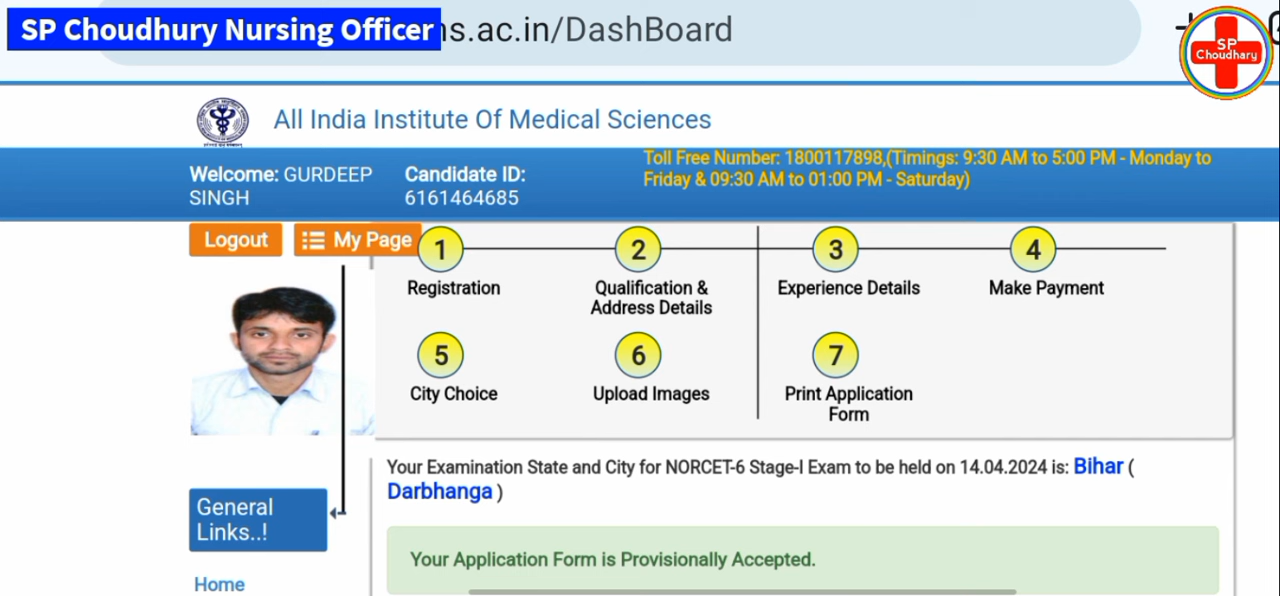 SP Choudhury Nursing Officer
ns.ac.in/DashBoard
SP
Choudhary
All India Institute Of Medical Sciences
Welcome: GURDEEP
SINGH
Candidate ID:
6161464685
Toll Free Number: 1800117898,(Timings: 9:30 AM to 5:00 PM - Monday to
Friday & 09:30 AM to 01:00 PM - Saturday)
Logout
My Page
1
Registration
2
Qualification &
Address Details
3
Experience Details
4
Make Payment
5
City Choice
6
Upload Images
7
Print Application
Form
Your Examination State and City for NORCET-6 Stage-I Exam to be held on 14.04.2024 is: Bihar (
Darbhanga )
General
Links..!
Your Application Form is Provisionally Accepted.
Home